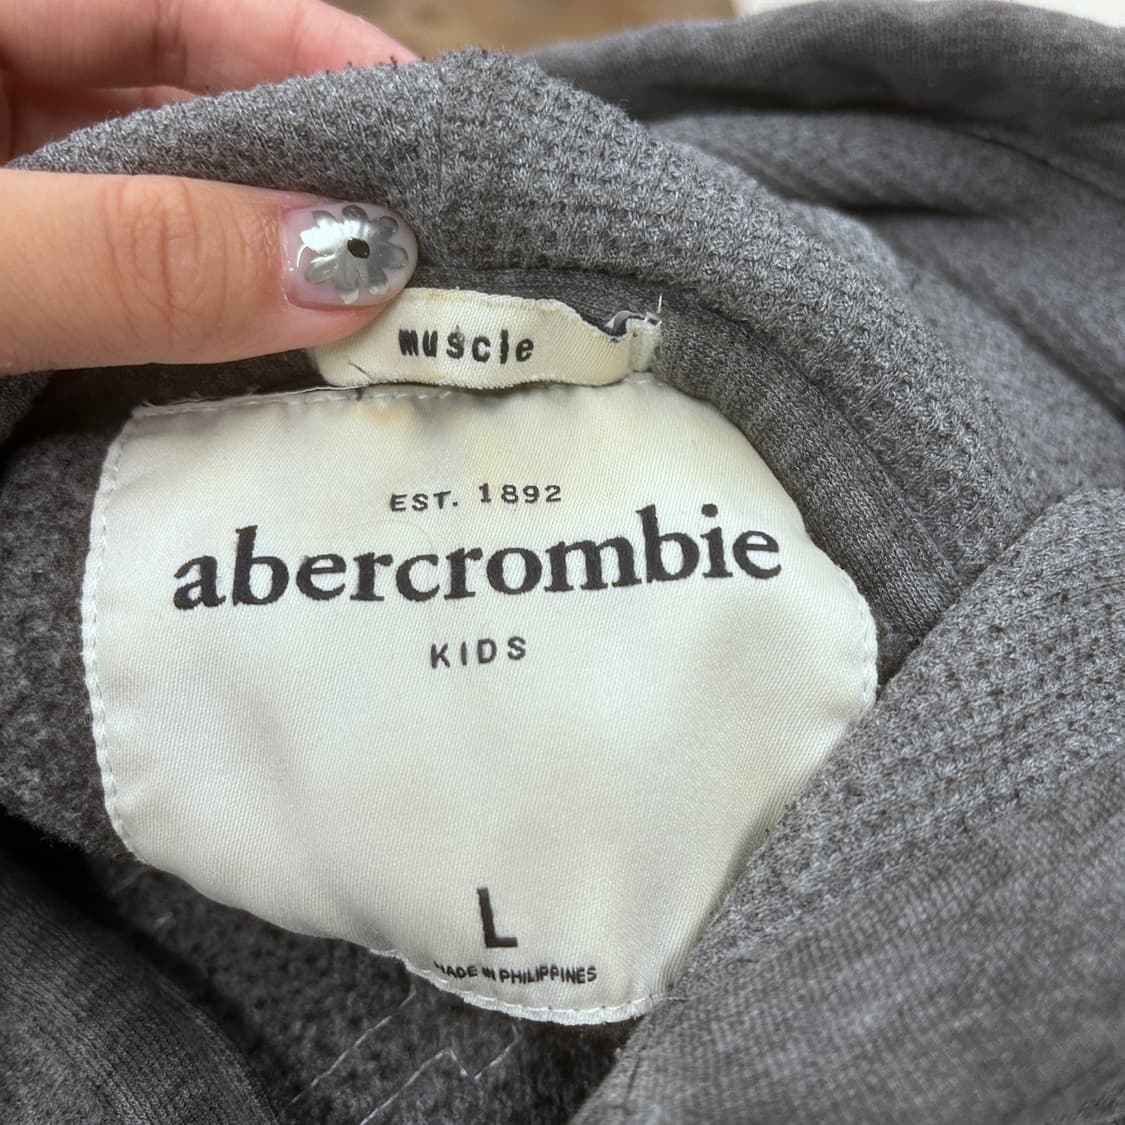 muscle
EST. 1892
abercrombie
KIDS
L
MADE IN PHILIPPINES